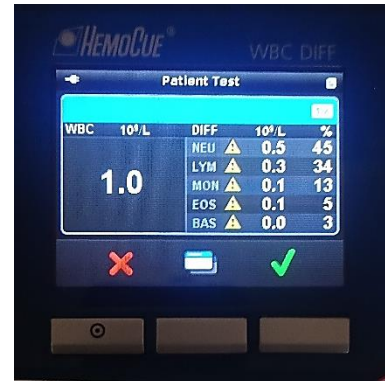 HEMOCUE®
WBC DIFF
Patient Test
WBC 10⁹/L DIFF 10⁹/L %
1.0
NEU 0.5 45
LYM 0.3 34
MON 0.1 13
EOS 0.1 5
BAS 0.0 3